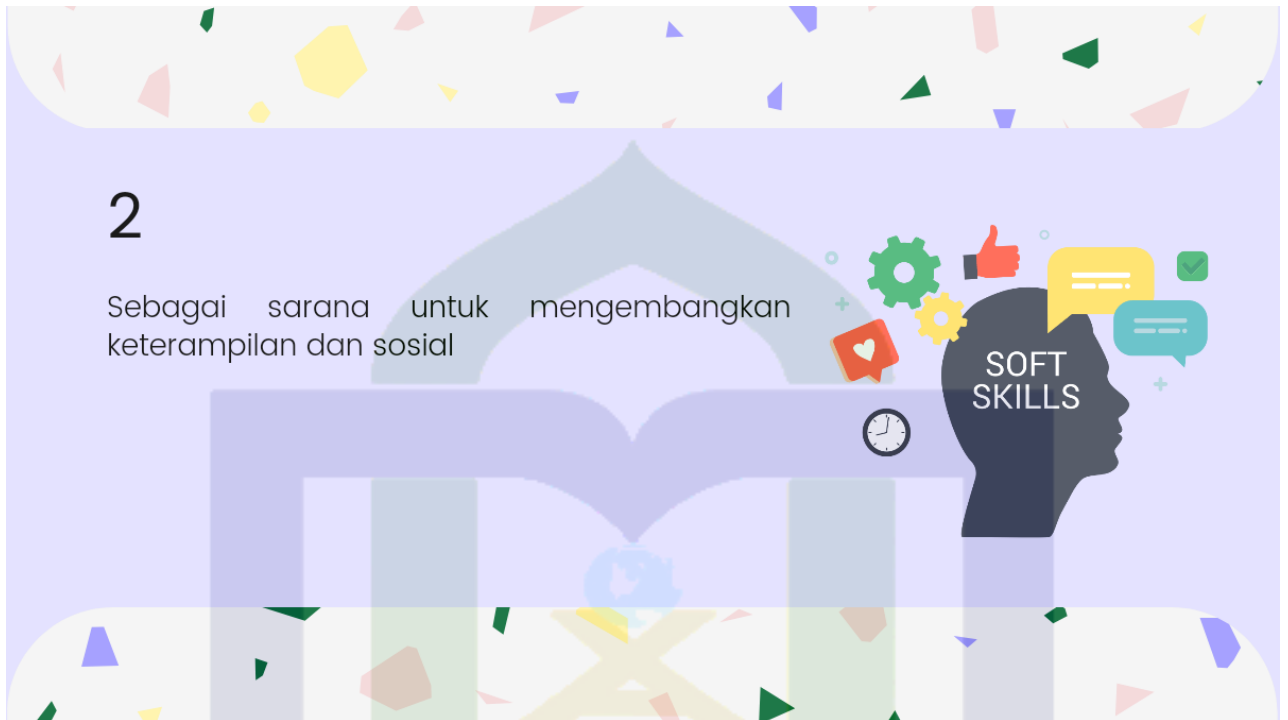 2
Sebagai sarana untuk mengembangkan
keterampilan dan sosial
SOFT
SKILLS